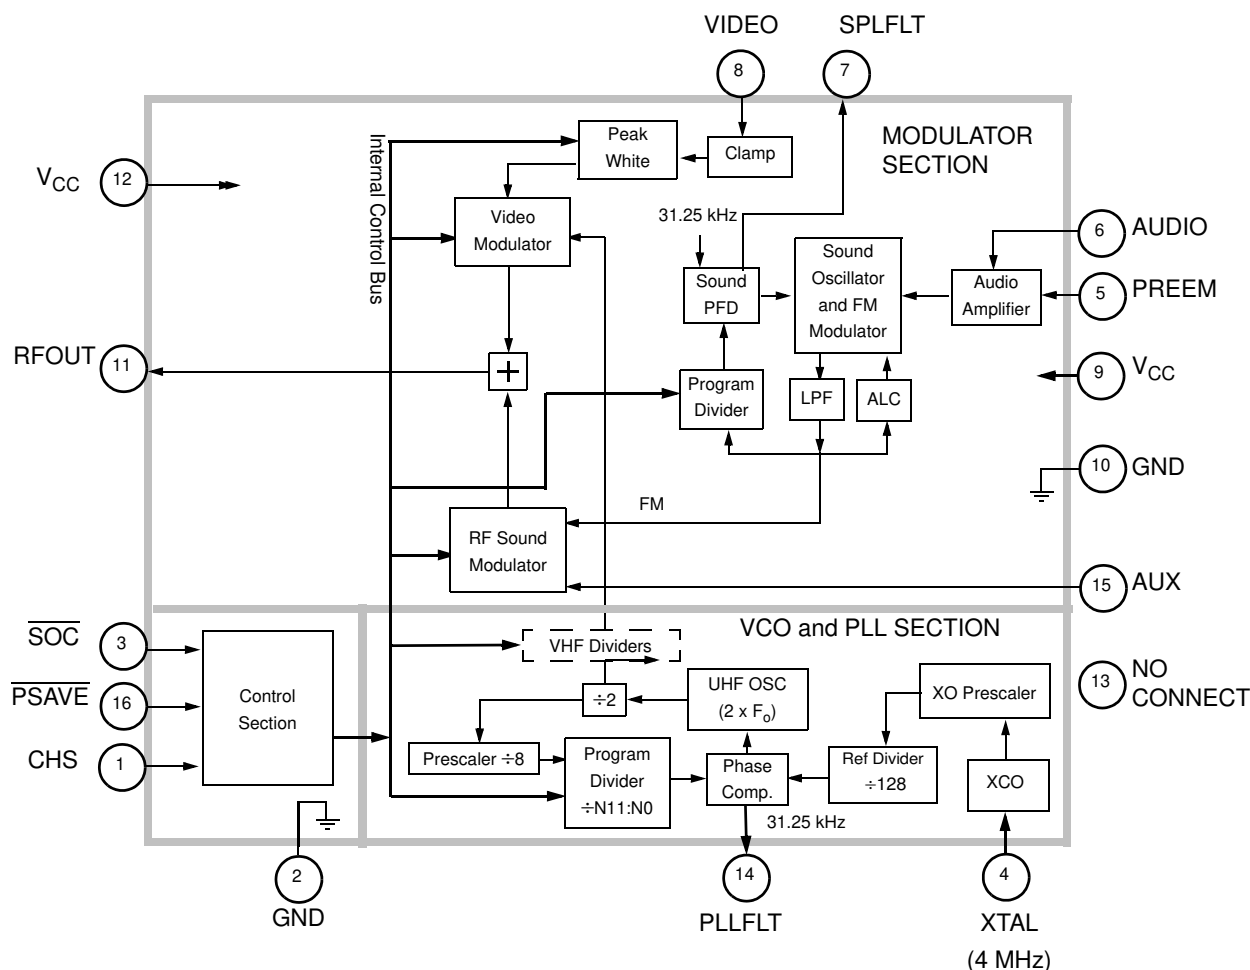 VIDEO
SPLFLT
8
7
Internal Control Bus
Peak
White
Clamp
MODULATOR
SECTION
VCC
12
Video
Modulator
31.25 kHz
Sound
PFD
Sound
Oscillator
and FM
Modulator
Audio
Amplifier
6
AUDIO
5
PREEM
RFOUT
11
+
Program
Divider
LPF
ALC
9
VCC
10
GND
FM
RF Sound
Modulator
15
AUX
SOC
3
PSAVE
16
CHS
1
Control
Section
VCO and PLL SECTION
VHF Dividers
÷2
UHF OSC
(2 x Fo)
XO Prescaler
13
NO
CONNECT
Prescaler ÷8
Program
Divider
÷N11:N0
Phase
Comp.
Ref Divider
÷128
XCO
31.25 kHz
2
GND
14
PLLFLT
4
XTAL
(4 MHz)